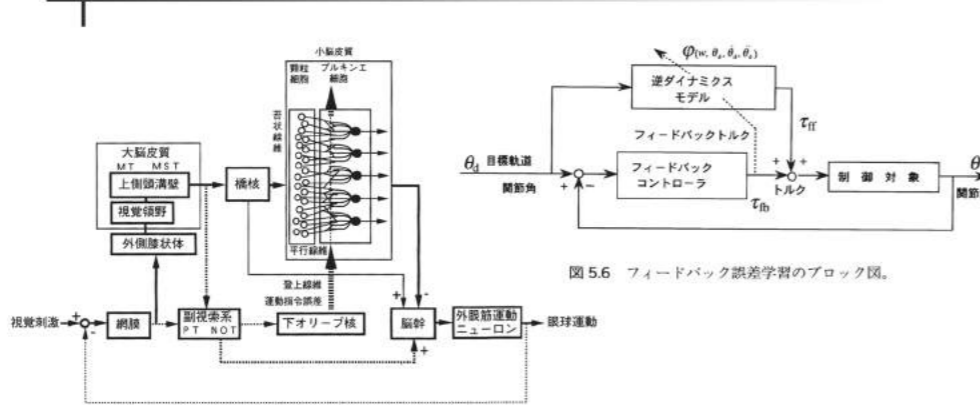 小脳皮質
顆粒細胞
プルキンエ細胞
苔状線維
大脳皮質
MT MST
上側頭溝壁
視覚領野
外側膝状体
橋核
平行線維
登上線維
運動指令誤差
視覚刺激
+
-
網膜
副視索系
PT NOT
下オリーブ核
+
-
脳幹
+
外眼筋運動
ニューロン
眼球運動
φ(w, θd, θ̇d, θ̈d)
逆ダイナミクス
モデル
フィードバックトルク
τff
θd
目標軌道
関節角
+
−
フィードバック
コントローラ
τfb
+
+
トルク
制御対象
θ
関節
図 5.6 フィードバック誤差学習のブロック図。